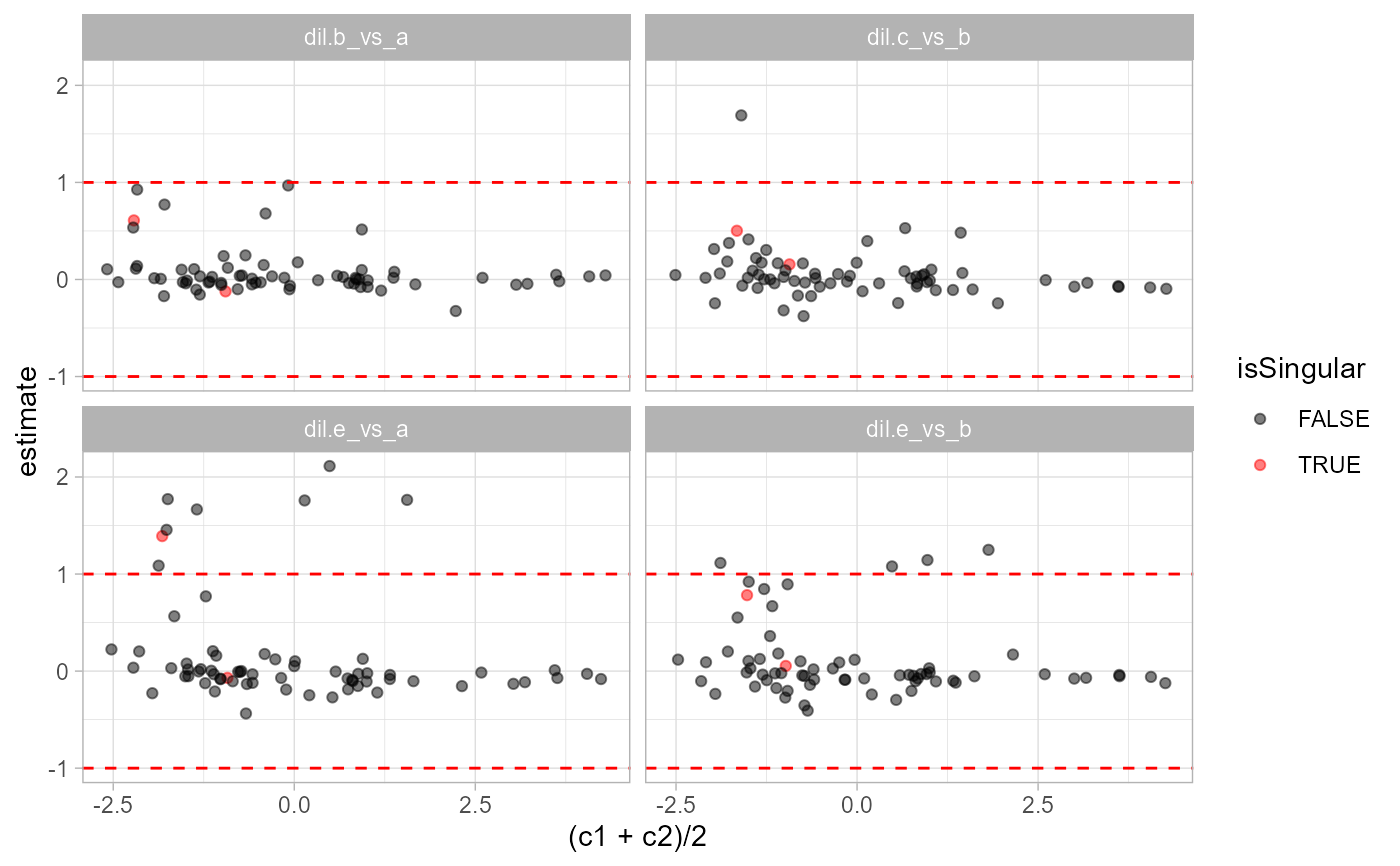 dil.b_vs_a
dil.c_vs_b
2
1
0
-1
dil.e_vs_a
dil.e_vs_b
2
1
0
-1
-2.5
0.0
2.5
-2.5
0.0
2.5
(c1 + c2)/2
estimate
isSingular
FALSE
TRUE